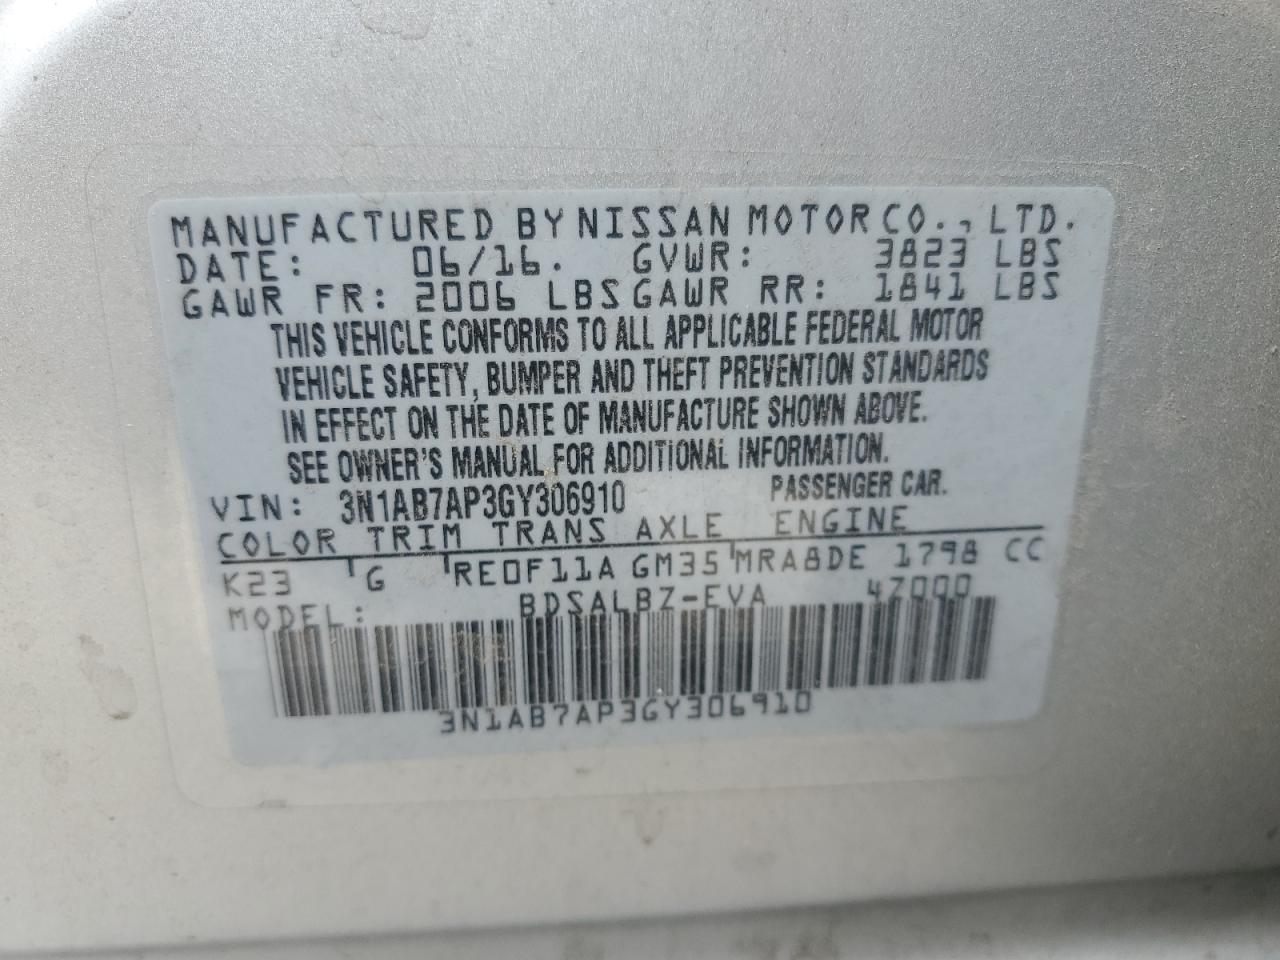 MANUFACTURED BY NISSAN MOTOR CO., LTD.
DATE: 06/16. GVWR: 3823 LBS
GAWR FR: 2006 LBS GAWR RR: 1841 LBS
THIS VEHICLE CONFORMS TO ALL APPLICABLE FEDERAL MOTOR
VEHICLE SAFETY, BUMPER AND THEFT PREVENTION STANDARDS
IN EFFECT ON THE DATE OF MANUFACTURE SHOWN ABOVE.
SEE OWNER'S MANUAL FOR ADDITIONAL INFORMATION.
VIN: 3N1AB7AP3GY306910 PASSENGER CAR.
COLOR TRIM TRANS AXLE ENGINE
K23 G RE0F11A GM35 MRA8DE 1798 CC
MODEL: BDSALBZ-EVA 47000
3N1AB7AP3GY306910